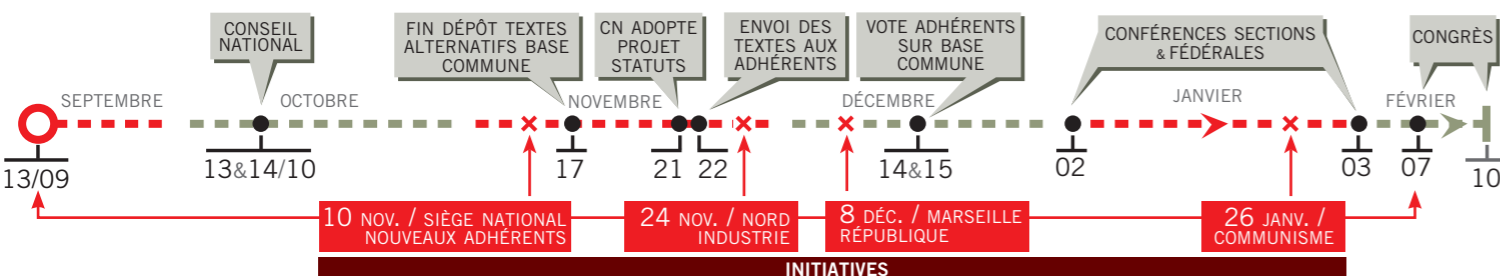 CONSEIL
NATIONAL
FIN DÉPÔT TEXTES
ALTERNATIFS BASE
COMMUNE
CN ADOPTE
PROJET
STATUTS
ENVOI DES
TEXTES AUX
ADHÉRENTS
VOTE ADHÉRENTS
SUR BASE
COMMUNE
CONFÉRENCES SECTIONS
& FÉDÉRALES
CONGRÈS
SEPTEMBRE
OCTOBRE
NOVEMBRE
DÉCEMBRE
JANVIER
FÉVRIER
13/09
13&14/10
17
21
22
14&15
02
03
07
10
10 NOV. / SIÈGE NATIONAL
NOUVEAUX ADHÉRENTS
24 NOV. / NORD
INDUSTRIE
8 DÉC. / MARSEILLE
RÉPUBLIQUE
26 JANV. /
COMMUNISME
INITIATIVES